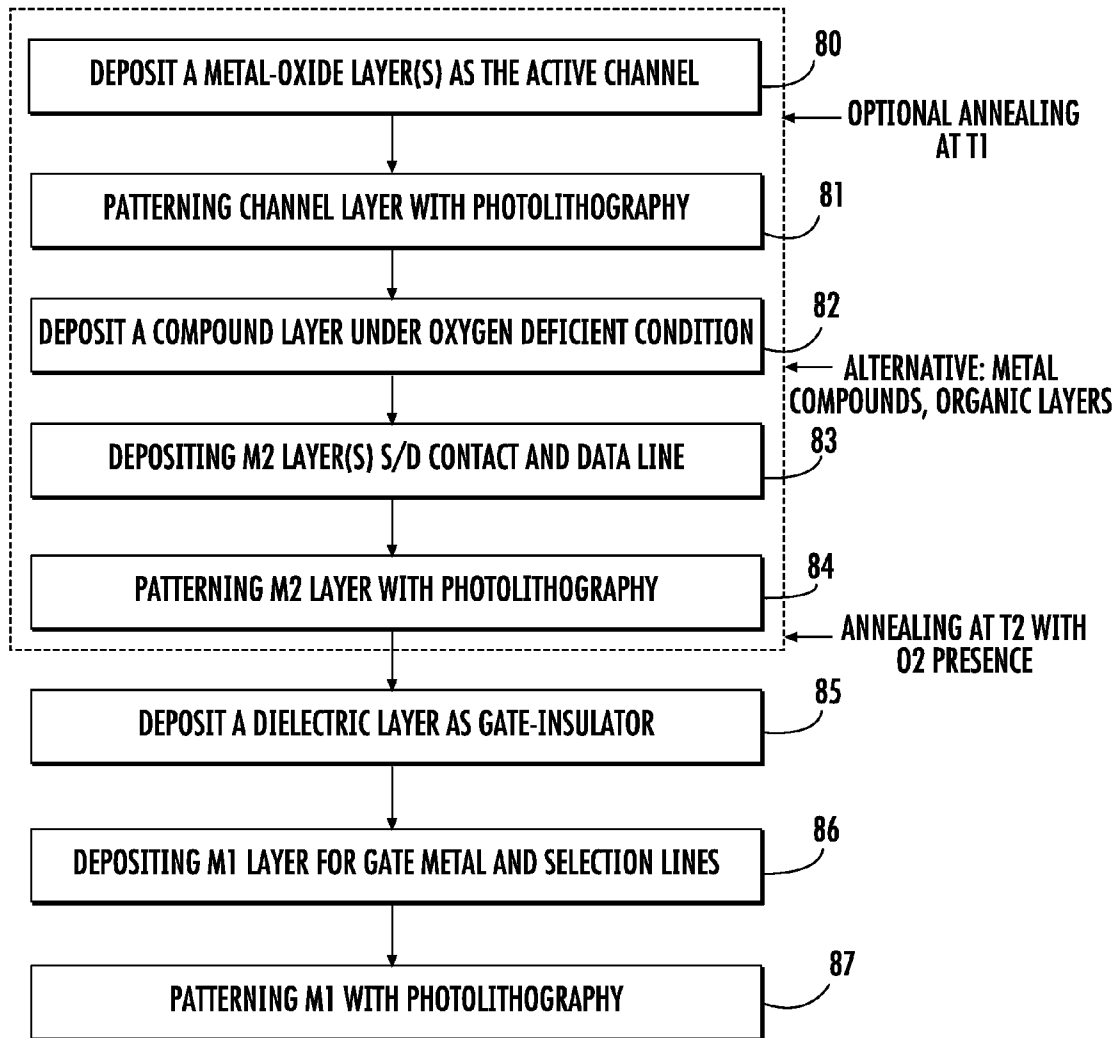 80
DEPOSIT A METAL-OXIDE LAYER(S) AS THE ACTIVE CHANNEL
OPTIONAL ANNEALING
AT T1
81
PATTERNING CHANNEL LAYER WITH PHOTOLITHOGRAPHY
82
DEPOSIT A COMPOUND LAYER UNDER OXYGEN DEFICIENT CONDITION
ALTERNATIVE: METAL
COMPOUNDS, ORGANIC LAYERS
83
DEPOSITING M2 LAYER(S) S/D CONTACT AND DATA LINE
84
PATTERNING M2 LAYER WITH PHOTOLITHOGRAPHY
ANNEALING AT T2 WITH
O2 PRESENCE
85
DEPOSIT A DIELECTRIC LAYER AS GATE-INSULATOR
86
DEPOSITING M1 LAYER FOR GATE METAL AND SELECTION LINES
87
PATTERNING M1 WITH PHOTOLITHOGRAPHY